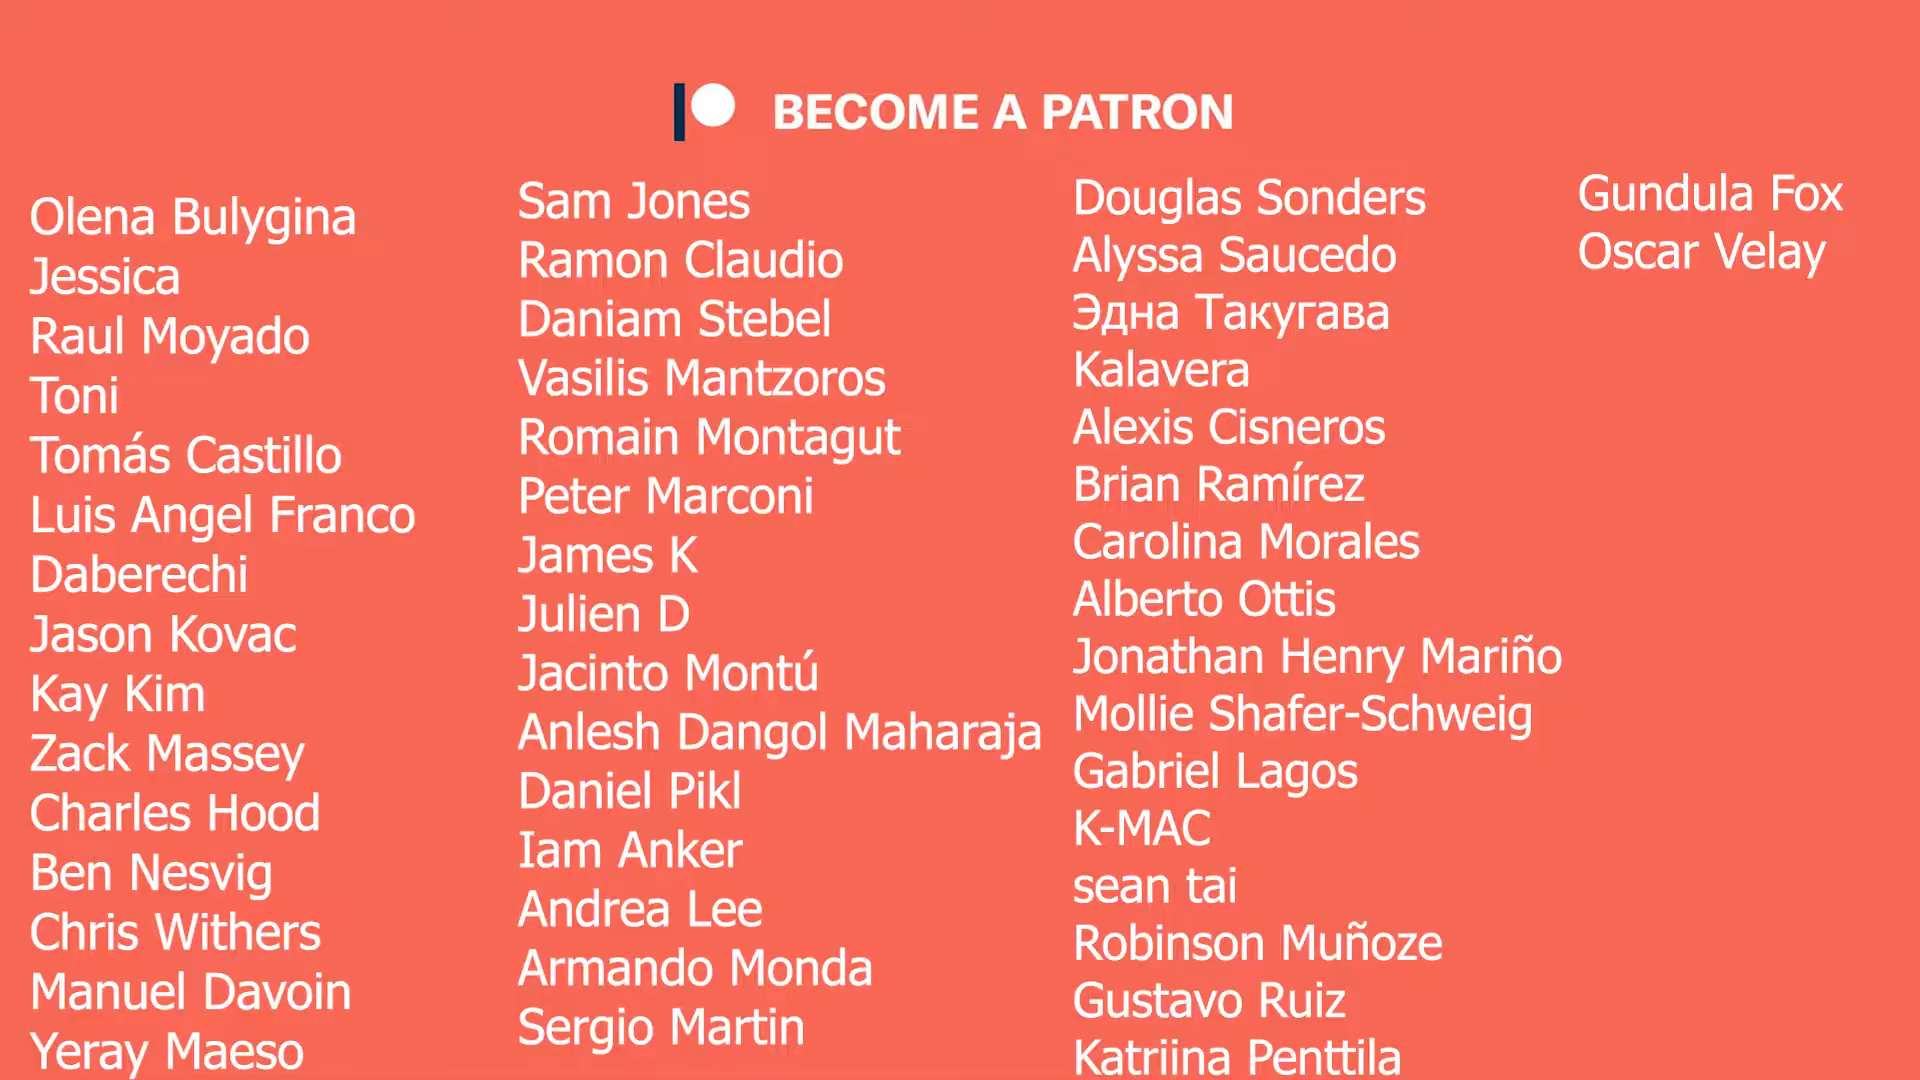 BECOME A PATRON
Olena Bulygina
Jessica
Raul Moyado
Toni
Tomás Castillo
Luis Angel Franco
Daberechi
Jason Kovac
Kay Kim
Zack Massey
Charles Hood
Ben Nesvig
Chris Withers
Manuel Davoin
Yeray Maeso
Sam Jones
Ramon Claudio
Daniam Stebel
Vasilis Mantzoros
Romain Montagut
Peter Marconi
James K
Julien D
Jacinto Montú
Anlesh Dangol Maharaja
Daniel Pikl
Iam Anker
Andrea Lee
Armando Monda
Sergio Martin
Douglas Sonders
Alyssa Saucedo
Эдна Такугава
Kalavera
Alexis Cisneros
Brian Ramírez
Carolina Morales
Alberto Ottis
Jonathan Henry Mariño
Mollie Shafer-Schweig
Gabriel Lagos
K-MAC
sean tai
Robinson Muñoze
Gustavo Ruiz
Katriina Penttila
Gundula Fox
Oscar Velay